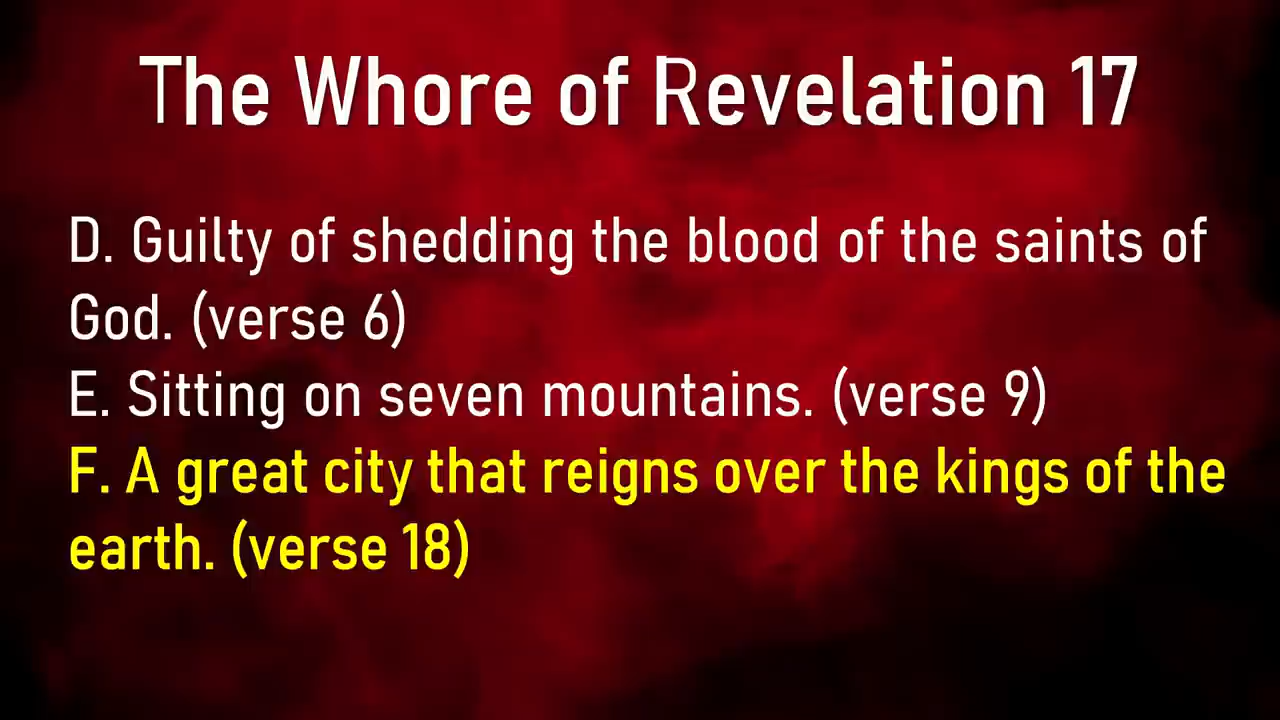 The Whore of Revelation 17
D. Guilty of shedding the blood of the saints of
God. (verse 6)
E. Sitting on seven mountains. (verse 9)
F. A great city that reigns over the kings of the
earth. (verse 18)